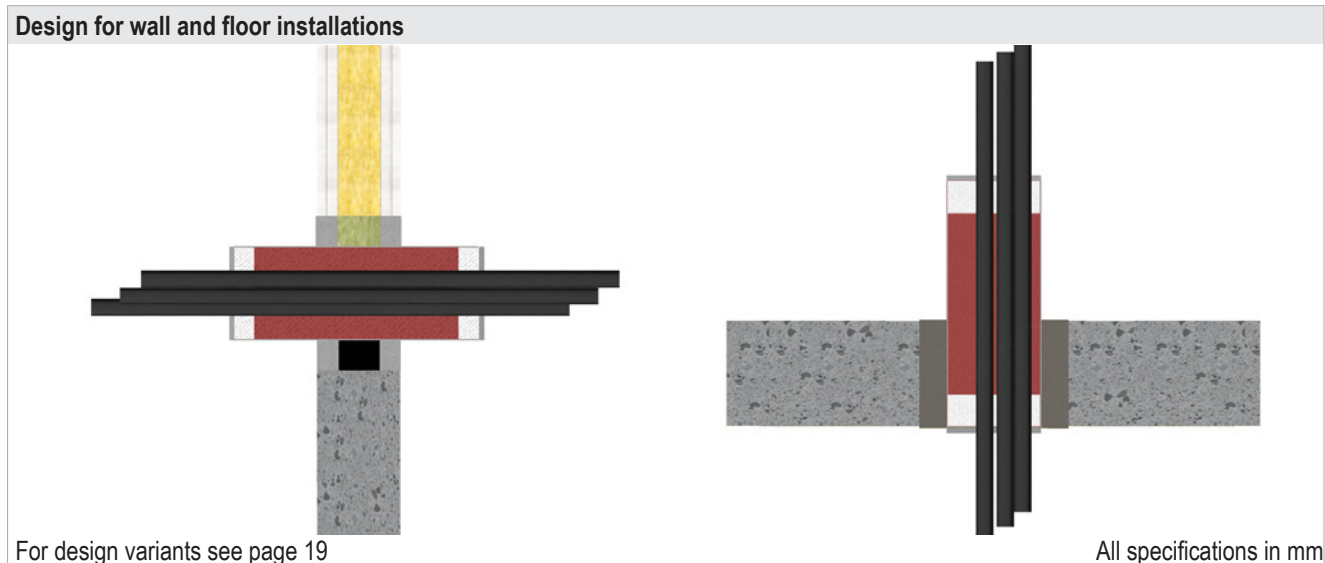 Design for wall and floor installations
For design variants see page 19
All specifications in mm